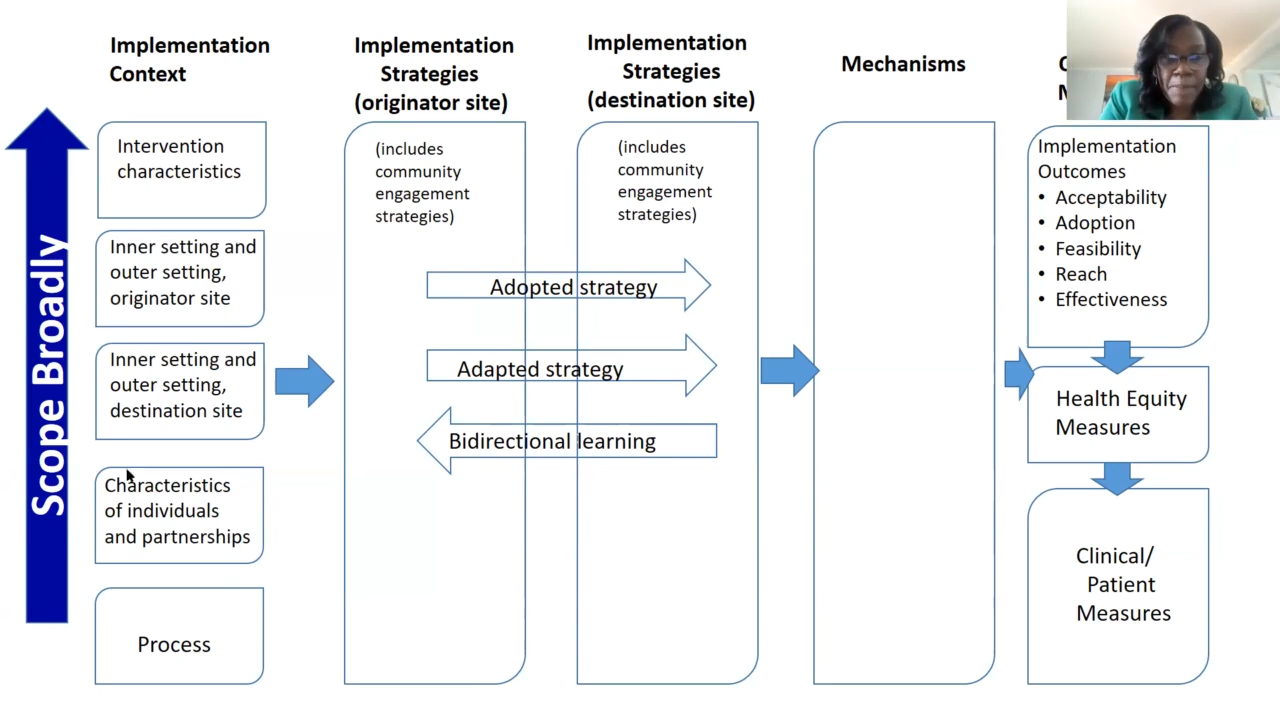 Implementation
Context
Implementation
Strategies
(originator site)
Implementation
Strategies
(destination site)
Mechanisms
Scope Broadly
Intervention
characteristics
Inner setting and
outer setting,
originator site
Inner setting and
outer setting,
destination site
Characteristics
of individuals
and partnerships
Process
(includes
community
engagement
strategies)
(includes
community
engagement
strategies)
Adopted strategy
Adapted strategy
Bidirectional learning
Implementation
Outcomes
• Acceptability
• Adoption
• Feasibility
• Reach
• Effectiveness
Health Equity
Measures
Clinical/
Patient
Measures